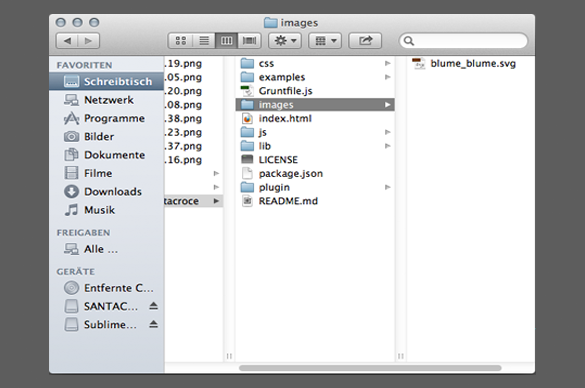 images
FAVORITEN
Schreibtisch
Netzwerk
Programme
Bilder
Dokumente
Filme
Downloads
Musik
FREIGABEN
Alle ...
GERÄTE
Entfernte C...
SANTAC...
Sublime...
.19.png
.05.png
.20.png
.08.png
.38.png
.23.png
.37.png
.16.png
tacroce
css
examples
Gruntfile.js
images
index.html
js
lib
LICENSE
package.json
plugin
README.md
blume_blume.svg